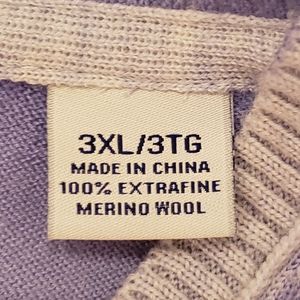 3XL/3TG
MADE IN CHINA
100% EXTRAFINE
MERINO WOOL